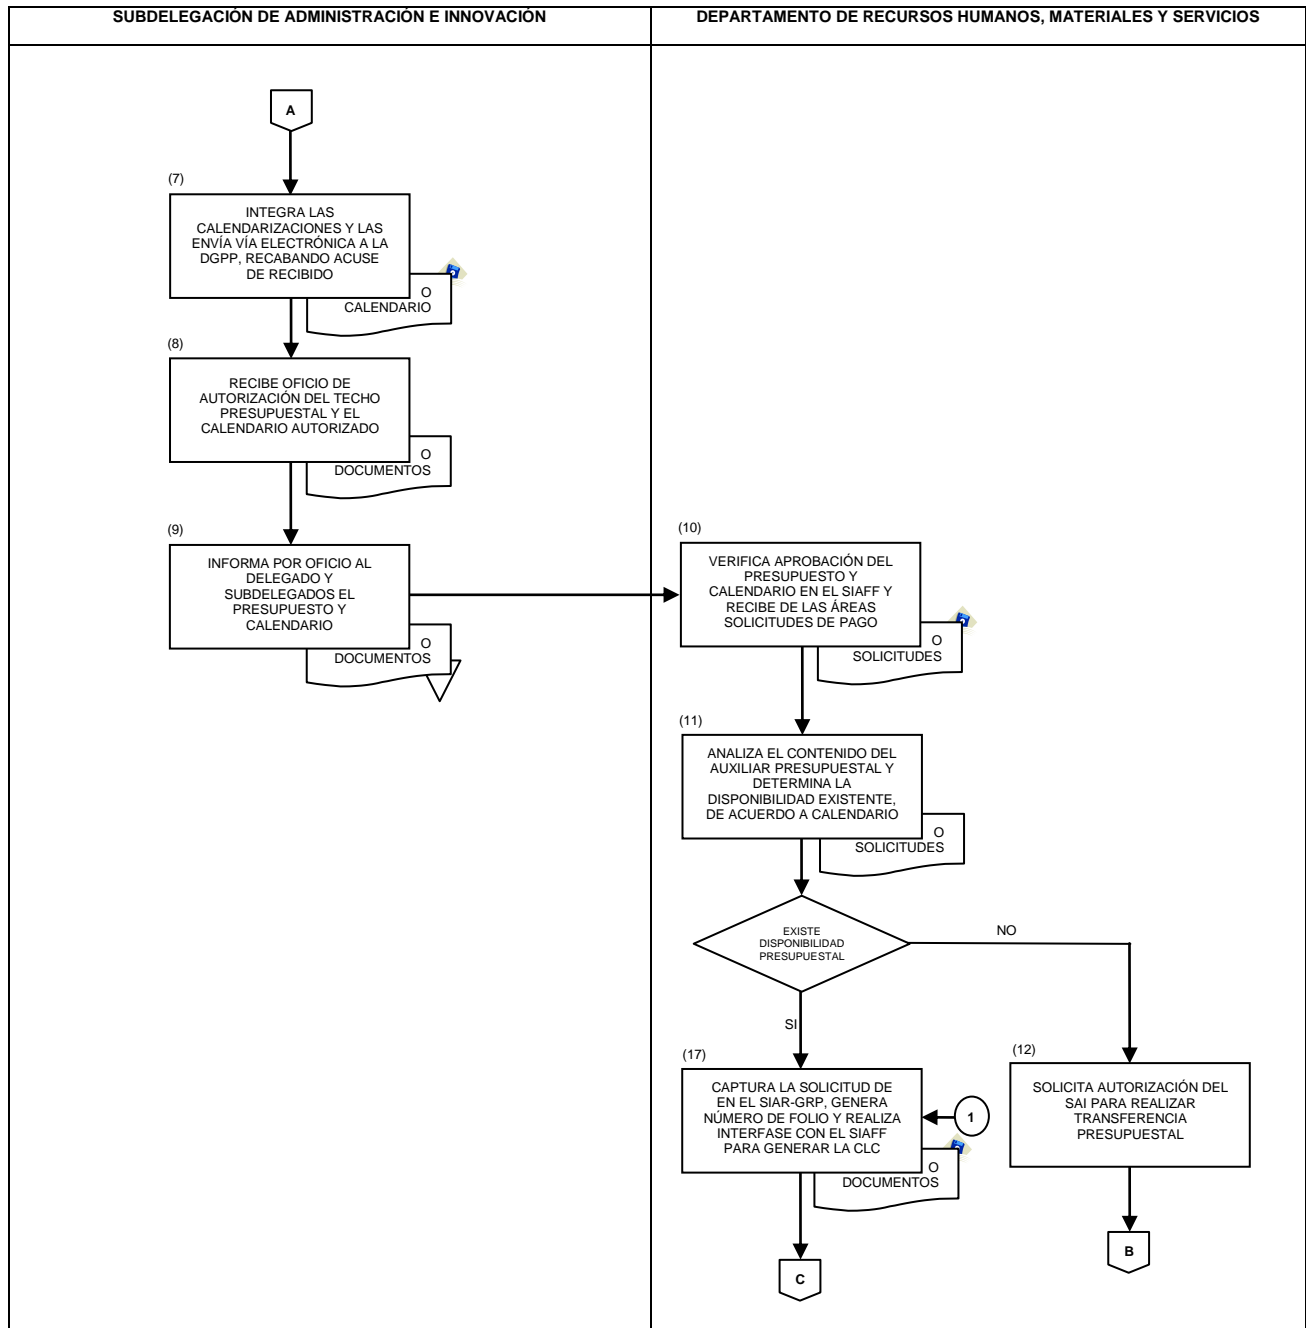 SUBDELEGACIÓN DE ADMINISTRACIÓN E INNOVACIÓN
DEPARTAMENTO DE RECURSOS HUMANOS, MATERIALES Y SERVICIOS
A
(7)
INTEGRA LAS
CALENDARIZACIONES Y LAS
ENVÍA VÍA ELECTRÓNICA A LA
DGPP, RECABANDO ACUSE
DE RECIBIDO
O
CALENDARIO
(8)
RECIBE OFICIO DE
AUTORIZACIÓN DEL TECHO
PRESUPUESTAL Y EL
CALENDARIO AUTORIZADO
O
DOCUMENTOS
(9)
INFORMA POR OFICIO AL
DELEGADO Y
SUBDELEGADOS EL
PRESUPUESTO Y
CALENDARIO
O
DOCUMENTOS
(10)
VERIFICA APROBACIÓN DEL
PRESUPUESTO Y
CALENDARIO EN EL SIAFF Y
RECIBE DE LAS ÁREAS
SOLICITUDES DE PAGO
O
SOLICITUDES
(11)
ANALIZA EL CONTENIDO DEL
AUXILIAR PRESUPUESTAL Y
DETERMINA LA
DISPONIBILIDAD EXISTENTE,
DE ACUERDO A CALENDARIO
O
SOLICITUDES
EXISTE
DISPONIBILIDAD
PRESUPUESTAL
NO
SI
(17)
CAPTURA LA SOLICITUD DE
EN EL SIAR-GRP, GENERA
NÚMERO DE FOLIO Y REALIZA
INTERFASE CON EL SIAFF
PARA GENERAR LA CLC
1
O
DOCUMENTOS
(12)
SOLICITA AUTORIZACIÓN DEL
SAI PARA REALIZAR
TRANSFERENCIA
PRESUPUESTAL
B
C